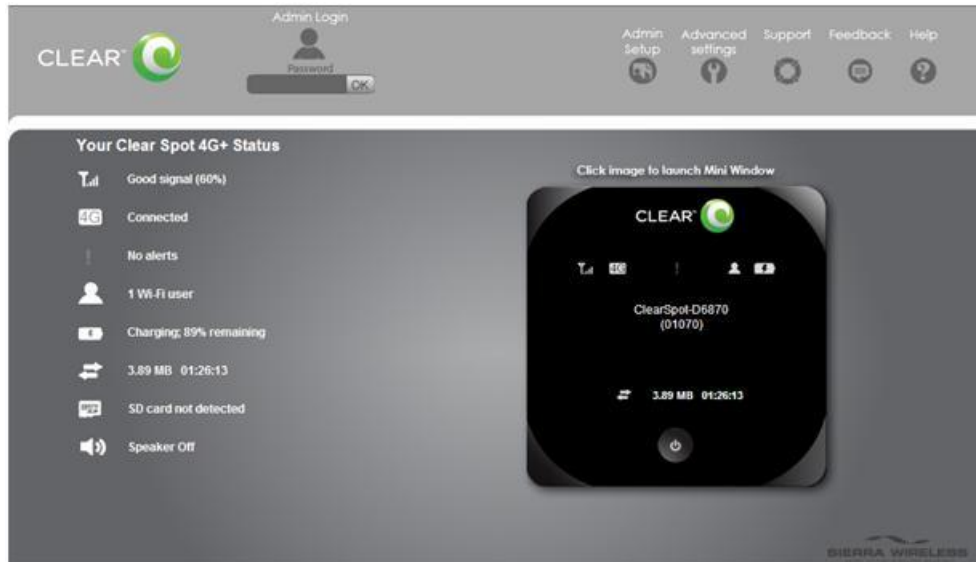 CLEAR™
Admin Login
Password
OK
Admin Setup
Advanced settings
Support
Feedback
Help
Your Clear Spot 4G+ Status
Good signal (60%)
4G
Connected
No alerts
1 Wi-Fi user
Charging; 89% remaining
3.89 MB 01:26:13
SD card not detected
Speaker Off
Click image to launch Mini Window
CLEAR™
4G
ClearSpot-D6870
(01070)
3.89 MB 01:26:13
SIERRA WIRELESS